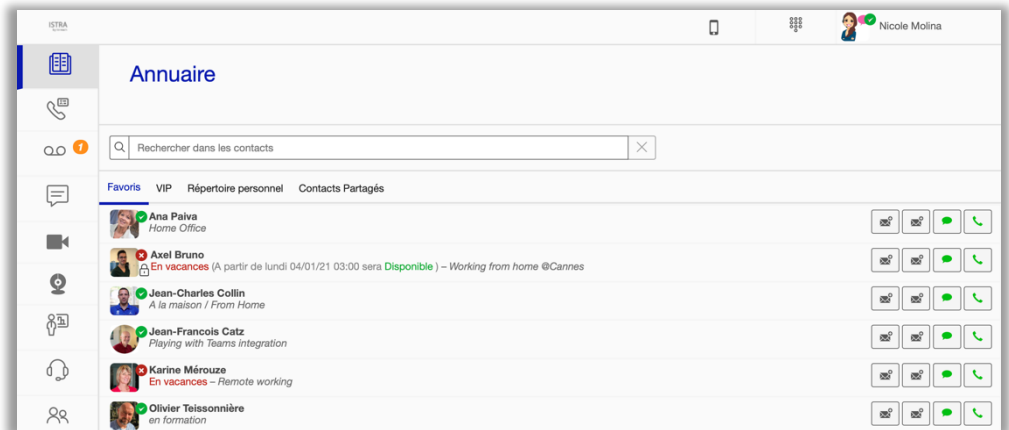 ISTRA
Nicole Molina
Annuaire
1
Rechercher dans les contacts
Favoris VIP Répertoire personnel Contacts Partagés
Ana Paiva
Home Office
Axel Bruno
En vacances (A partir de lundi 04/01/21 03:00 sera Disponible ) – Working from home @Cannes
Jean-Charles Collin
A la maison / From Home
Jean-Francois Catz
Playing with Teams integration
Karine Mérouze
En vacances – Remote working
Olivier Teissonnière
en formation